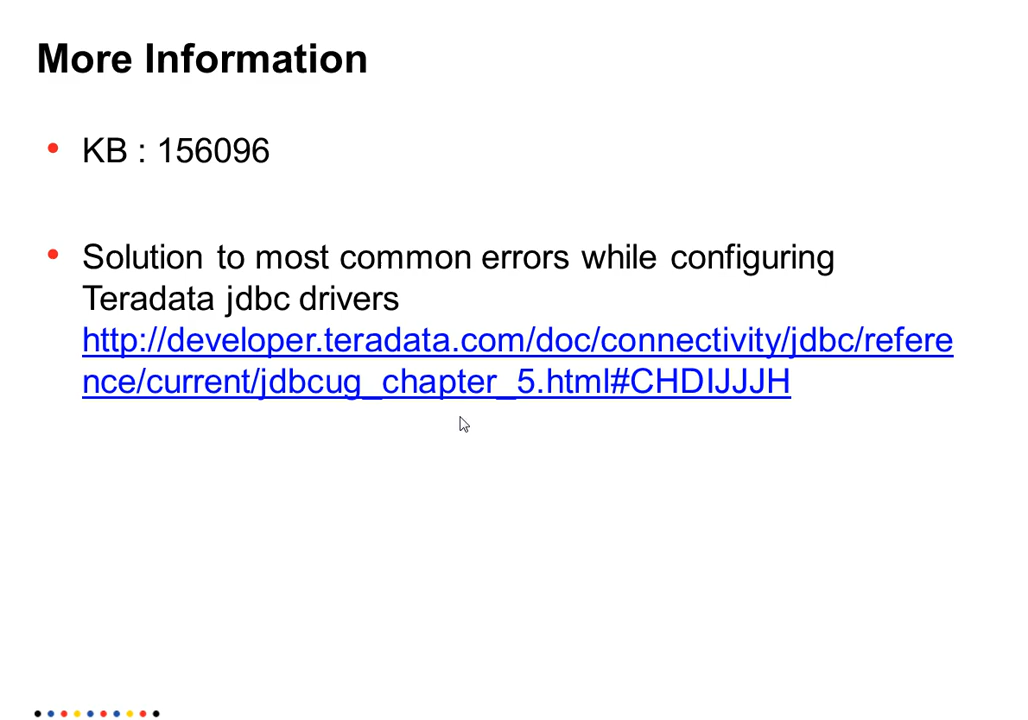 More Information
• KB : 156096
• Solution to most common errors while configuring
Teradata jdbc drivers
http://developer.teradata.com/doc/connectivity/jdbc/refere
nce/current/jdbcug_chapter_5.html#CHDIJJJH